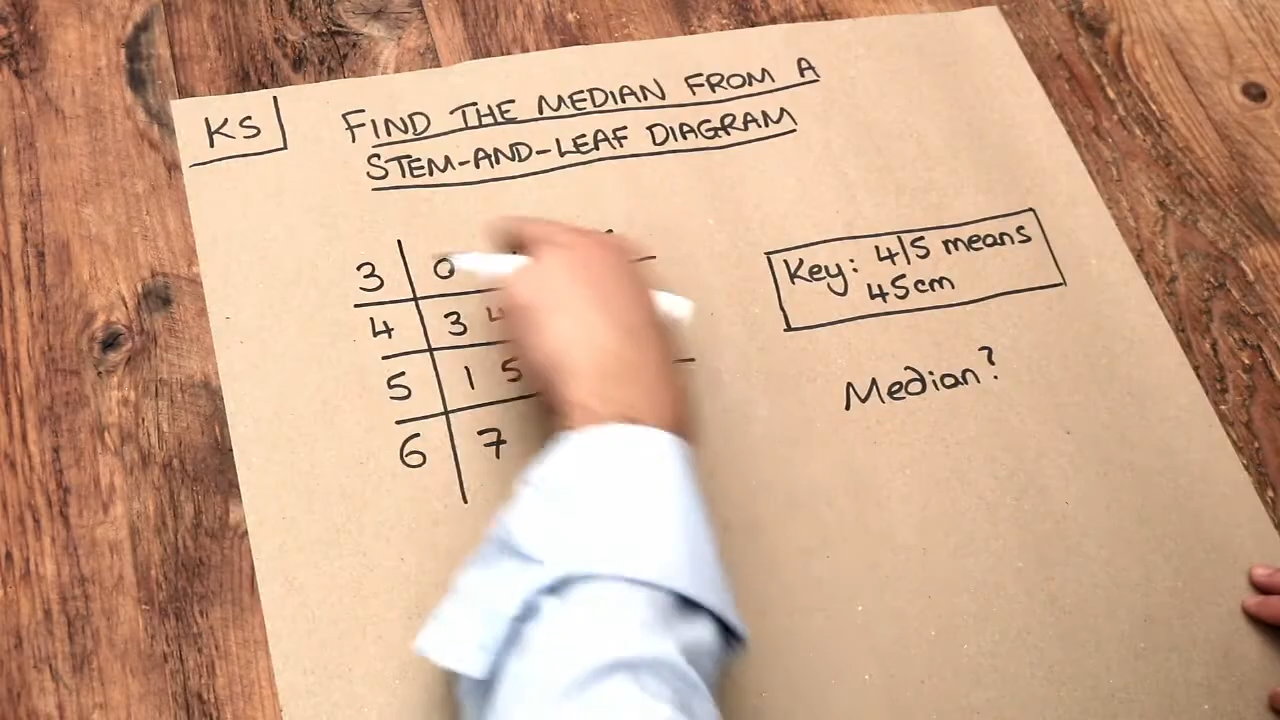 KS
FIND THE MEDIAN FROM A
STEM-AND-LEAF DIAGRAM
3 | 0
4 | 3 4
5 | 1 5
6 | 7
Key: 4|5 means
45cm
Median?